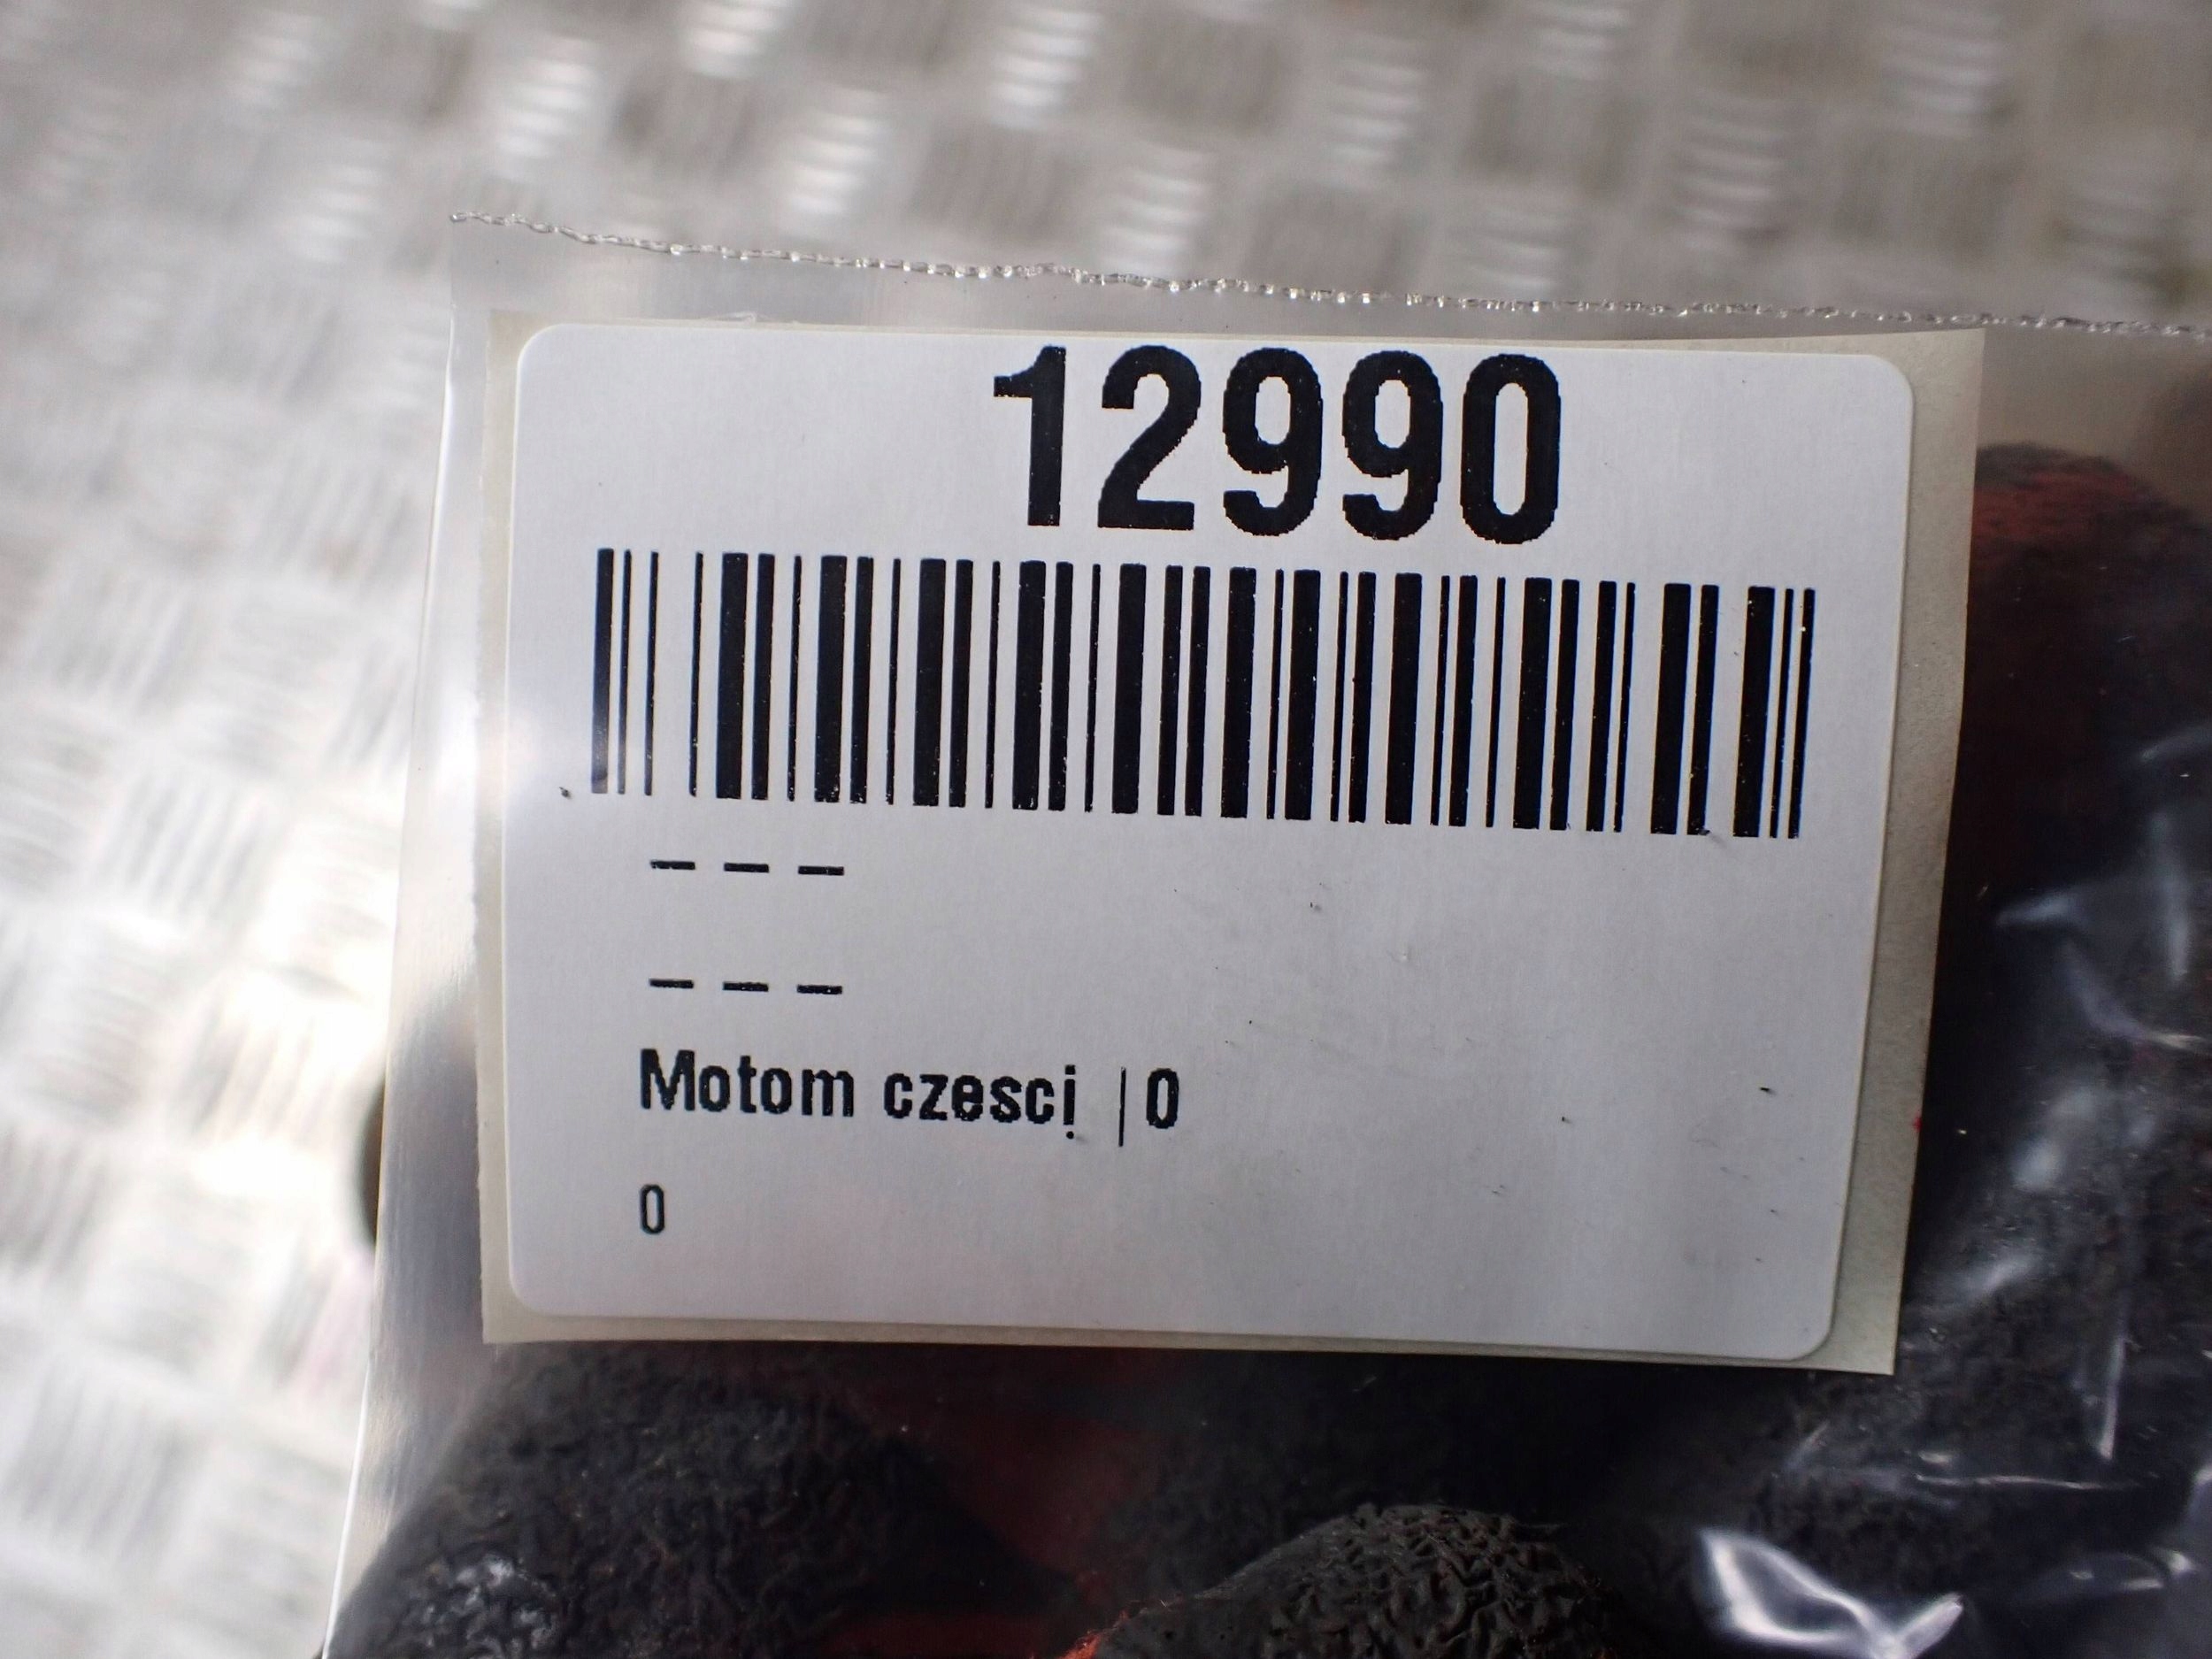 12990
– – –
– – –
Motom czesci |0
0